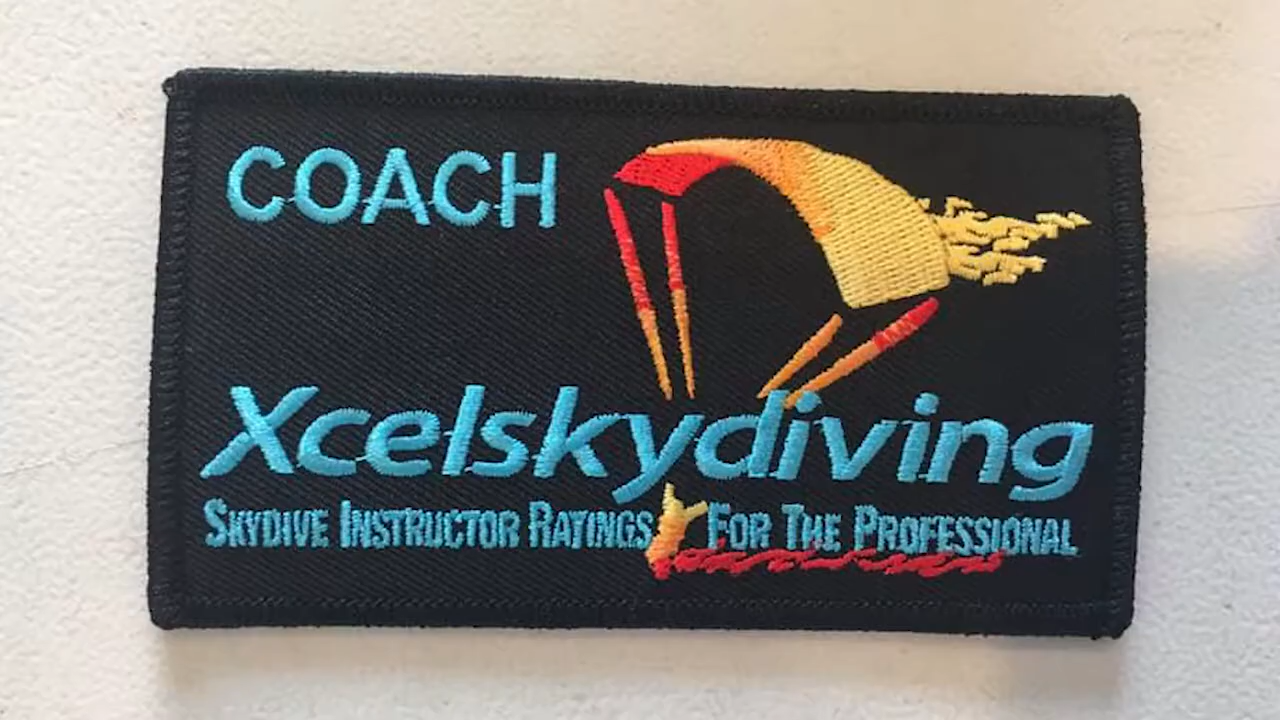 COACH
Xcelskydiving
SKYDIVE INSTRUCTOR RATINGS FOR THE PROFESSIONAL